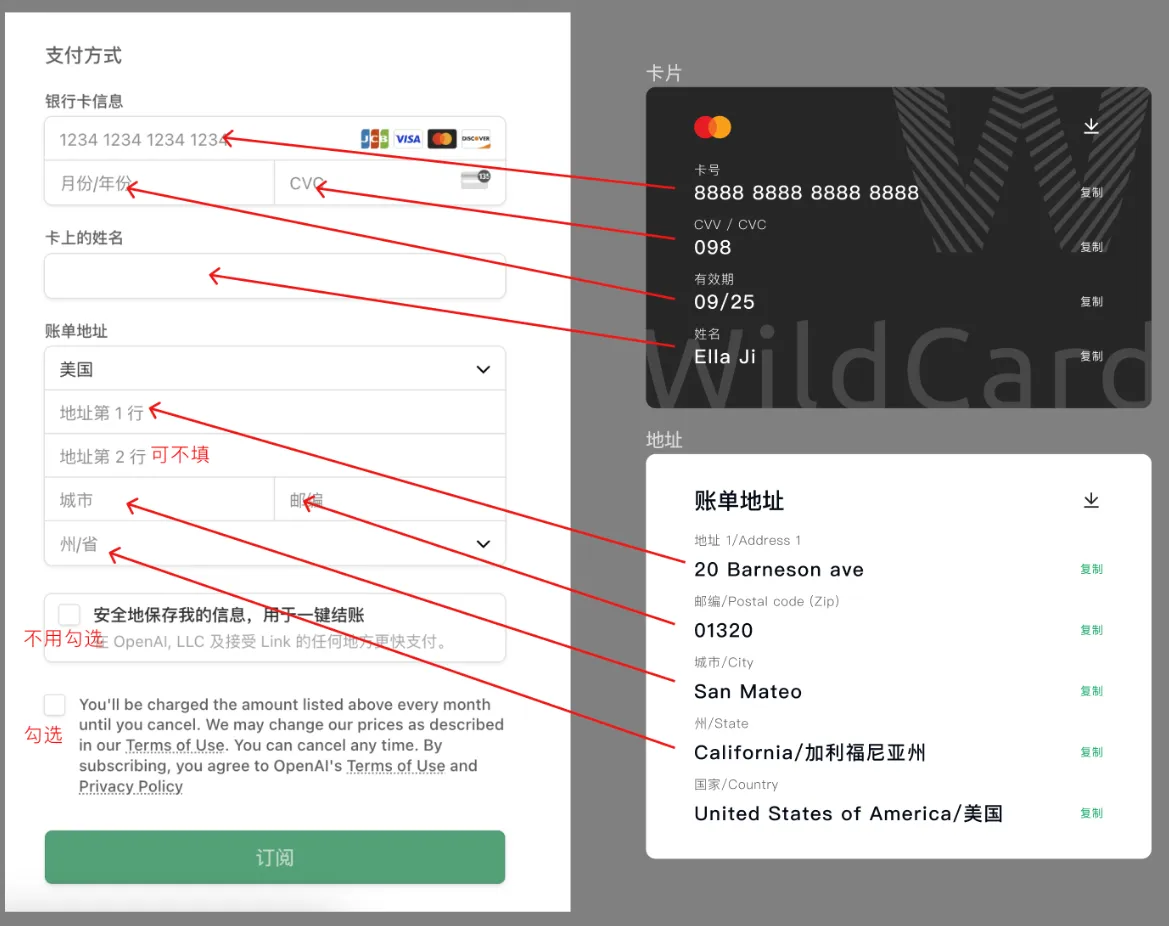 支付方式
银行卡信息
1234 1234 1234 1234
JCB VISA DISCOVER
月份/年份
CVC
135
卡上的姓名
账单地址
美国
地址第 1 行
地址第 2 行 可不填
城市
邮编
州/省
安全地保存我的信息，用于一键结账
不用勾选
在 OpenAI, LLC 及接受 Link 的任何地方更快支付。
勾选
You'll be charged the amount listed above every month
until you cancel. We may change our prices as described
in our Terms of Use. You can cancel any time. By
subscribing, you agree to OpenAI's Terms of Use and
Privacy Policy
订阅
卡片
卡号
8888 8888 8888 8888
复制
CVV / CVC
098
复制
有效期
09/25
复制
姓名
Ella Ji
复制
W
WildCard
地址
账单地址
地址 1/Address 1
20 Barneson ave
复制
邮编/Postal code (Zip)
01320
复制
城市/City
San Mateo
复制
州/State
California/加利福尼亚州
复制
国家/Country
United States of America/美国
复制